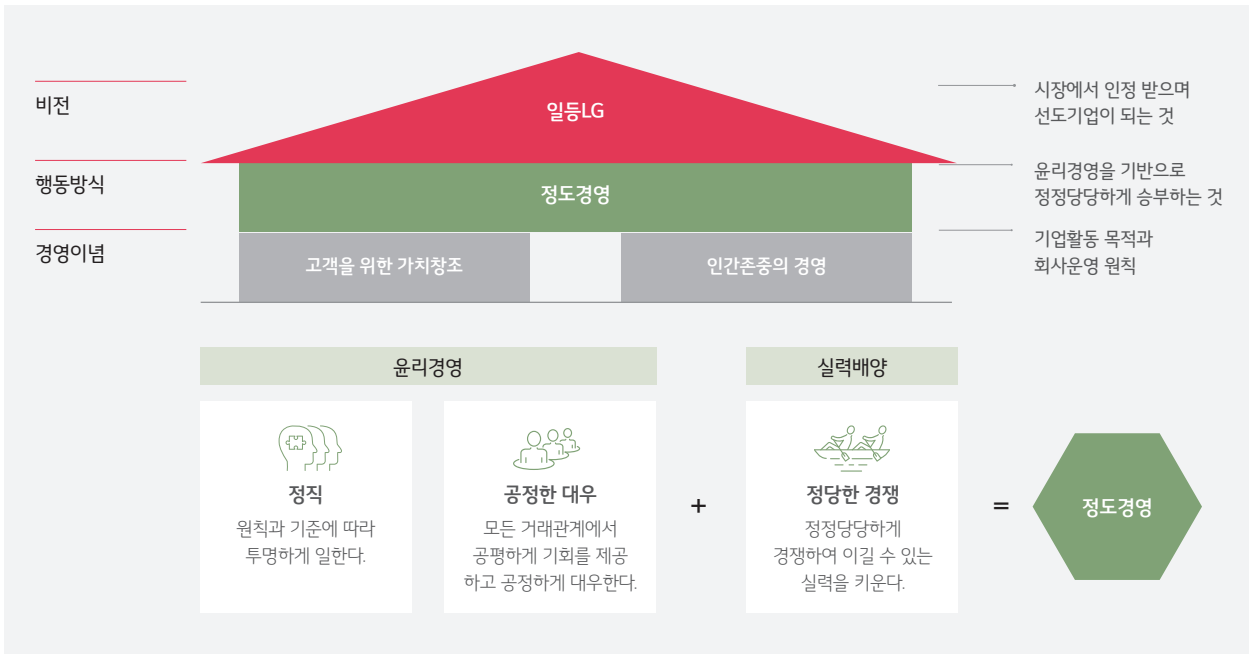 비전
일등LG
시장에서 인정 받으며
선도기업이 되는 것
행동방식
정도경영
윤리경영을 기반으로
정정당당하게 승부하는 것
경영이념
고객을 위한 가치창조
인간존중의 경영
기업활동 목적과
회사운영 원칙
윤리경영
실력배양
정직
원칙과 기준에 따라
투명하게 일한다.
공정한 대우
모든 거래관계에서
공평하게 기회를 제공
하고 공정하게 대우한다.
+
정당한 경쟁
정정당당하게
경쟁하여 이길 수 있는
실력을 키운다.
=
정도경영